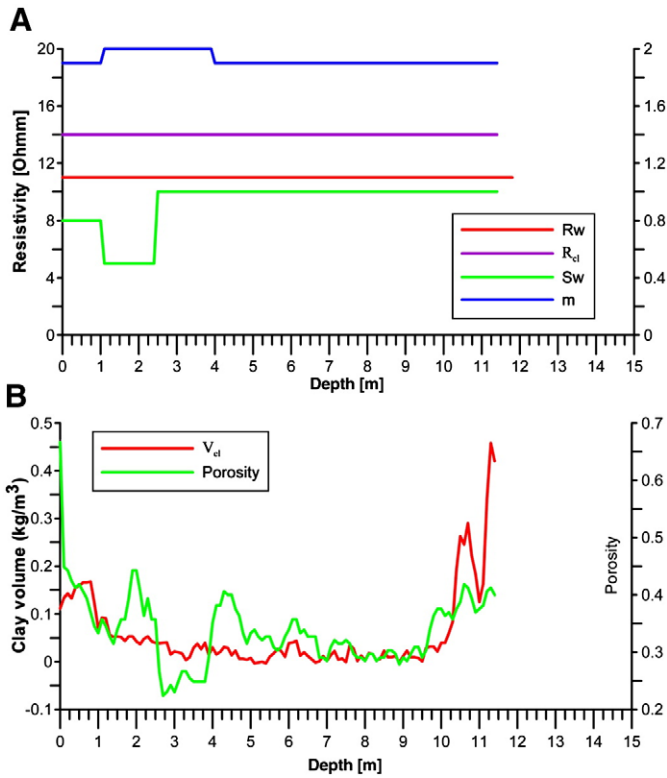 A
Resistivity [Ohmm]
20
16
12
8
4
0
2
1.6
1.2
0.8
0.4
0
Rw
Rcl
Sw
m
0 1 2 3 4 5 6 7 8 9 10 11 12 13 14 15
Depth [m]
B
Clay volume (kg/m³)
0.5
0.4
0.3
0.2
0.1
0
-0.1
Vcl
Porosity
0.7
0.6
0.5
0.4
0.3
0.2
Porosity
0 1 2 3 4 5 6 7 8 9 10 11 12 13 14 15
Depth [m]